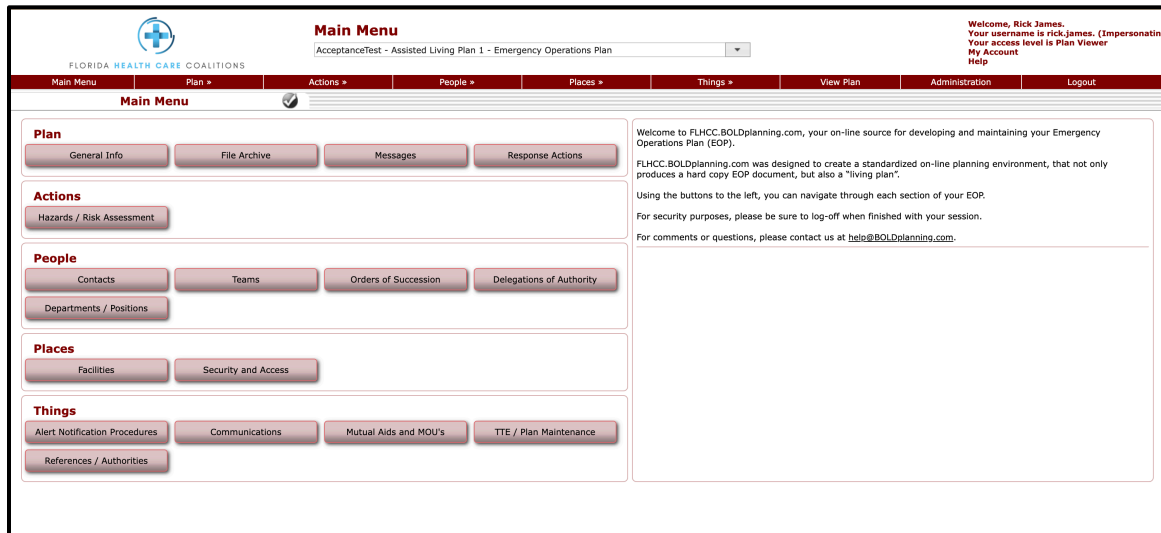 FLORIDA HEALTH CARE COALITIONS
Main Menu
AcceptanceTest - Assisted Living Plan 1 - Emergency Operations Plan
Welcome, Rick James.
Your username is rick.james. (Impersonatin
Your access level is Plan Viewer
My Account
Help
Main Menu Plan » Actions » People » Places » Things » View Plan Administration Logout
Main Menu
Plan
General Info File Archive Messages Response Actions
Actions
Hazards / Risk Assessment
People
Contacts Teams Orders of Succession Delegations of Authority
Departments / Positions
Places
Facilities Security and Access
Things
Alert Notification Procedures Communications Mutual Aids and MOU's TTE / Plan Maintenance
References / Authorities
Welcome to FLHCC.BOLDplanning.com, your on-line source for developing and maintaining your Emergency
Operations Plan (EOP).
FLHCC.BOLDplanning.com was designed to create a standardized on-line planning environment, that not only
produces a hard copy EOP document, but also a “living plan”.
Using the buttons to the left, you can navigate through each section of your EOP.
For security purposes, please be sure to log-off when finished with your session.
For comments or questions, please contact us at help@BOLDplanning.com.